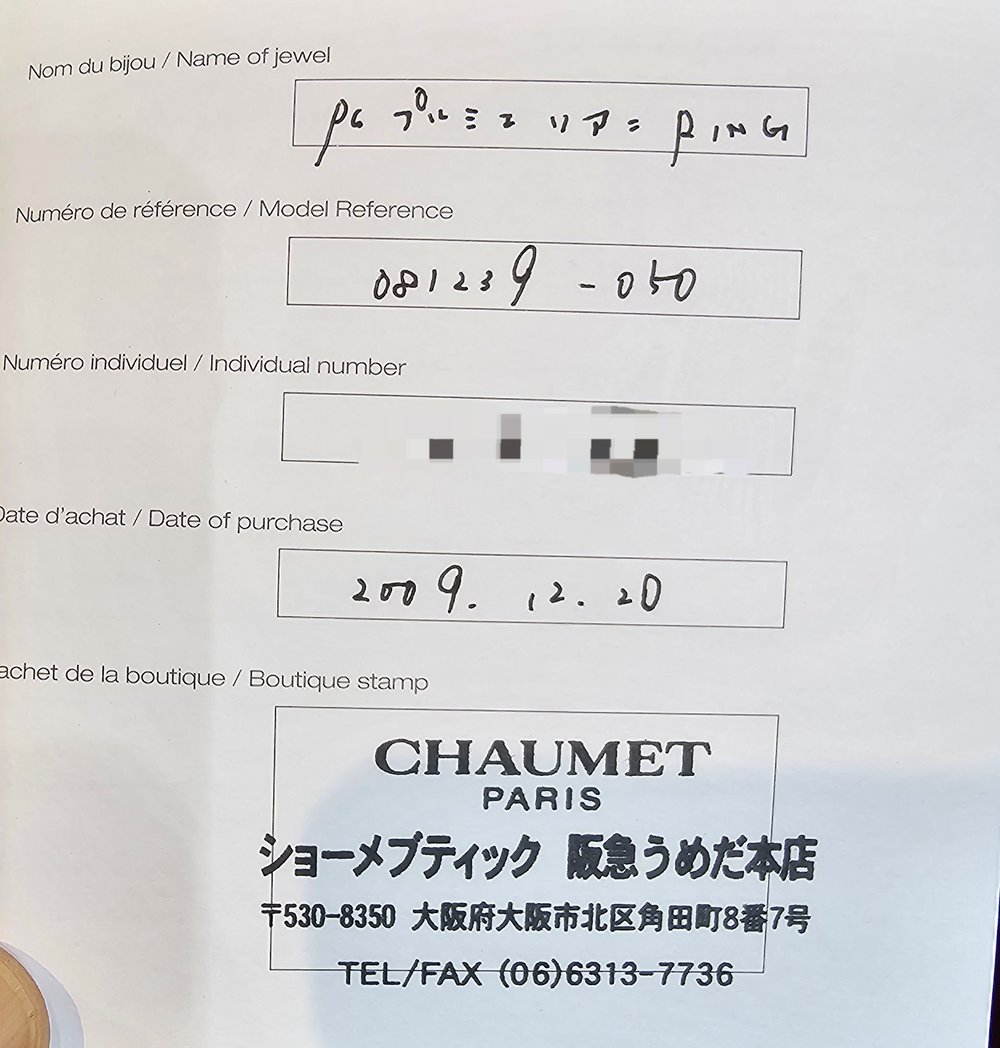 Nom du bijou / Name of jewel
PG プルミエ リアン RING
Numéro de référence / Model Reference
081239 - 050
Numéro individuel / Individual number
Date d'achat / Date of purchase
2009. 12. 20
achet de la boutique / Boutique stamp
CHAUMET
PARIS
ショーメブティック 阪急うめだ本店
〒530-8350 大阪府大阪市北区角田町8番7号
TEL/FAX (06)6313-7736